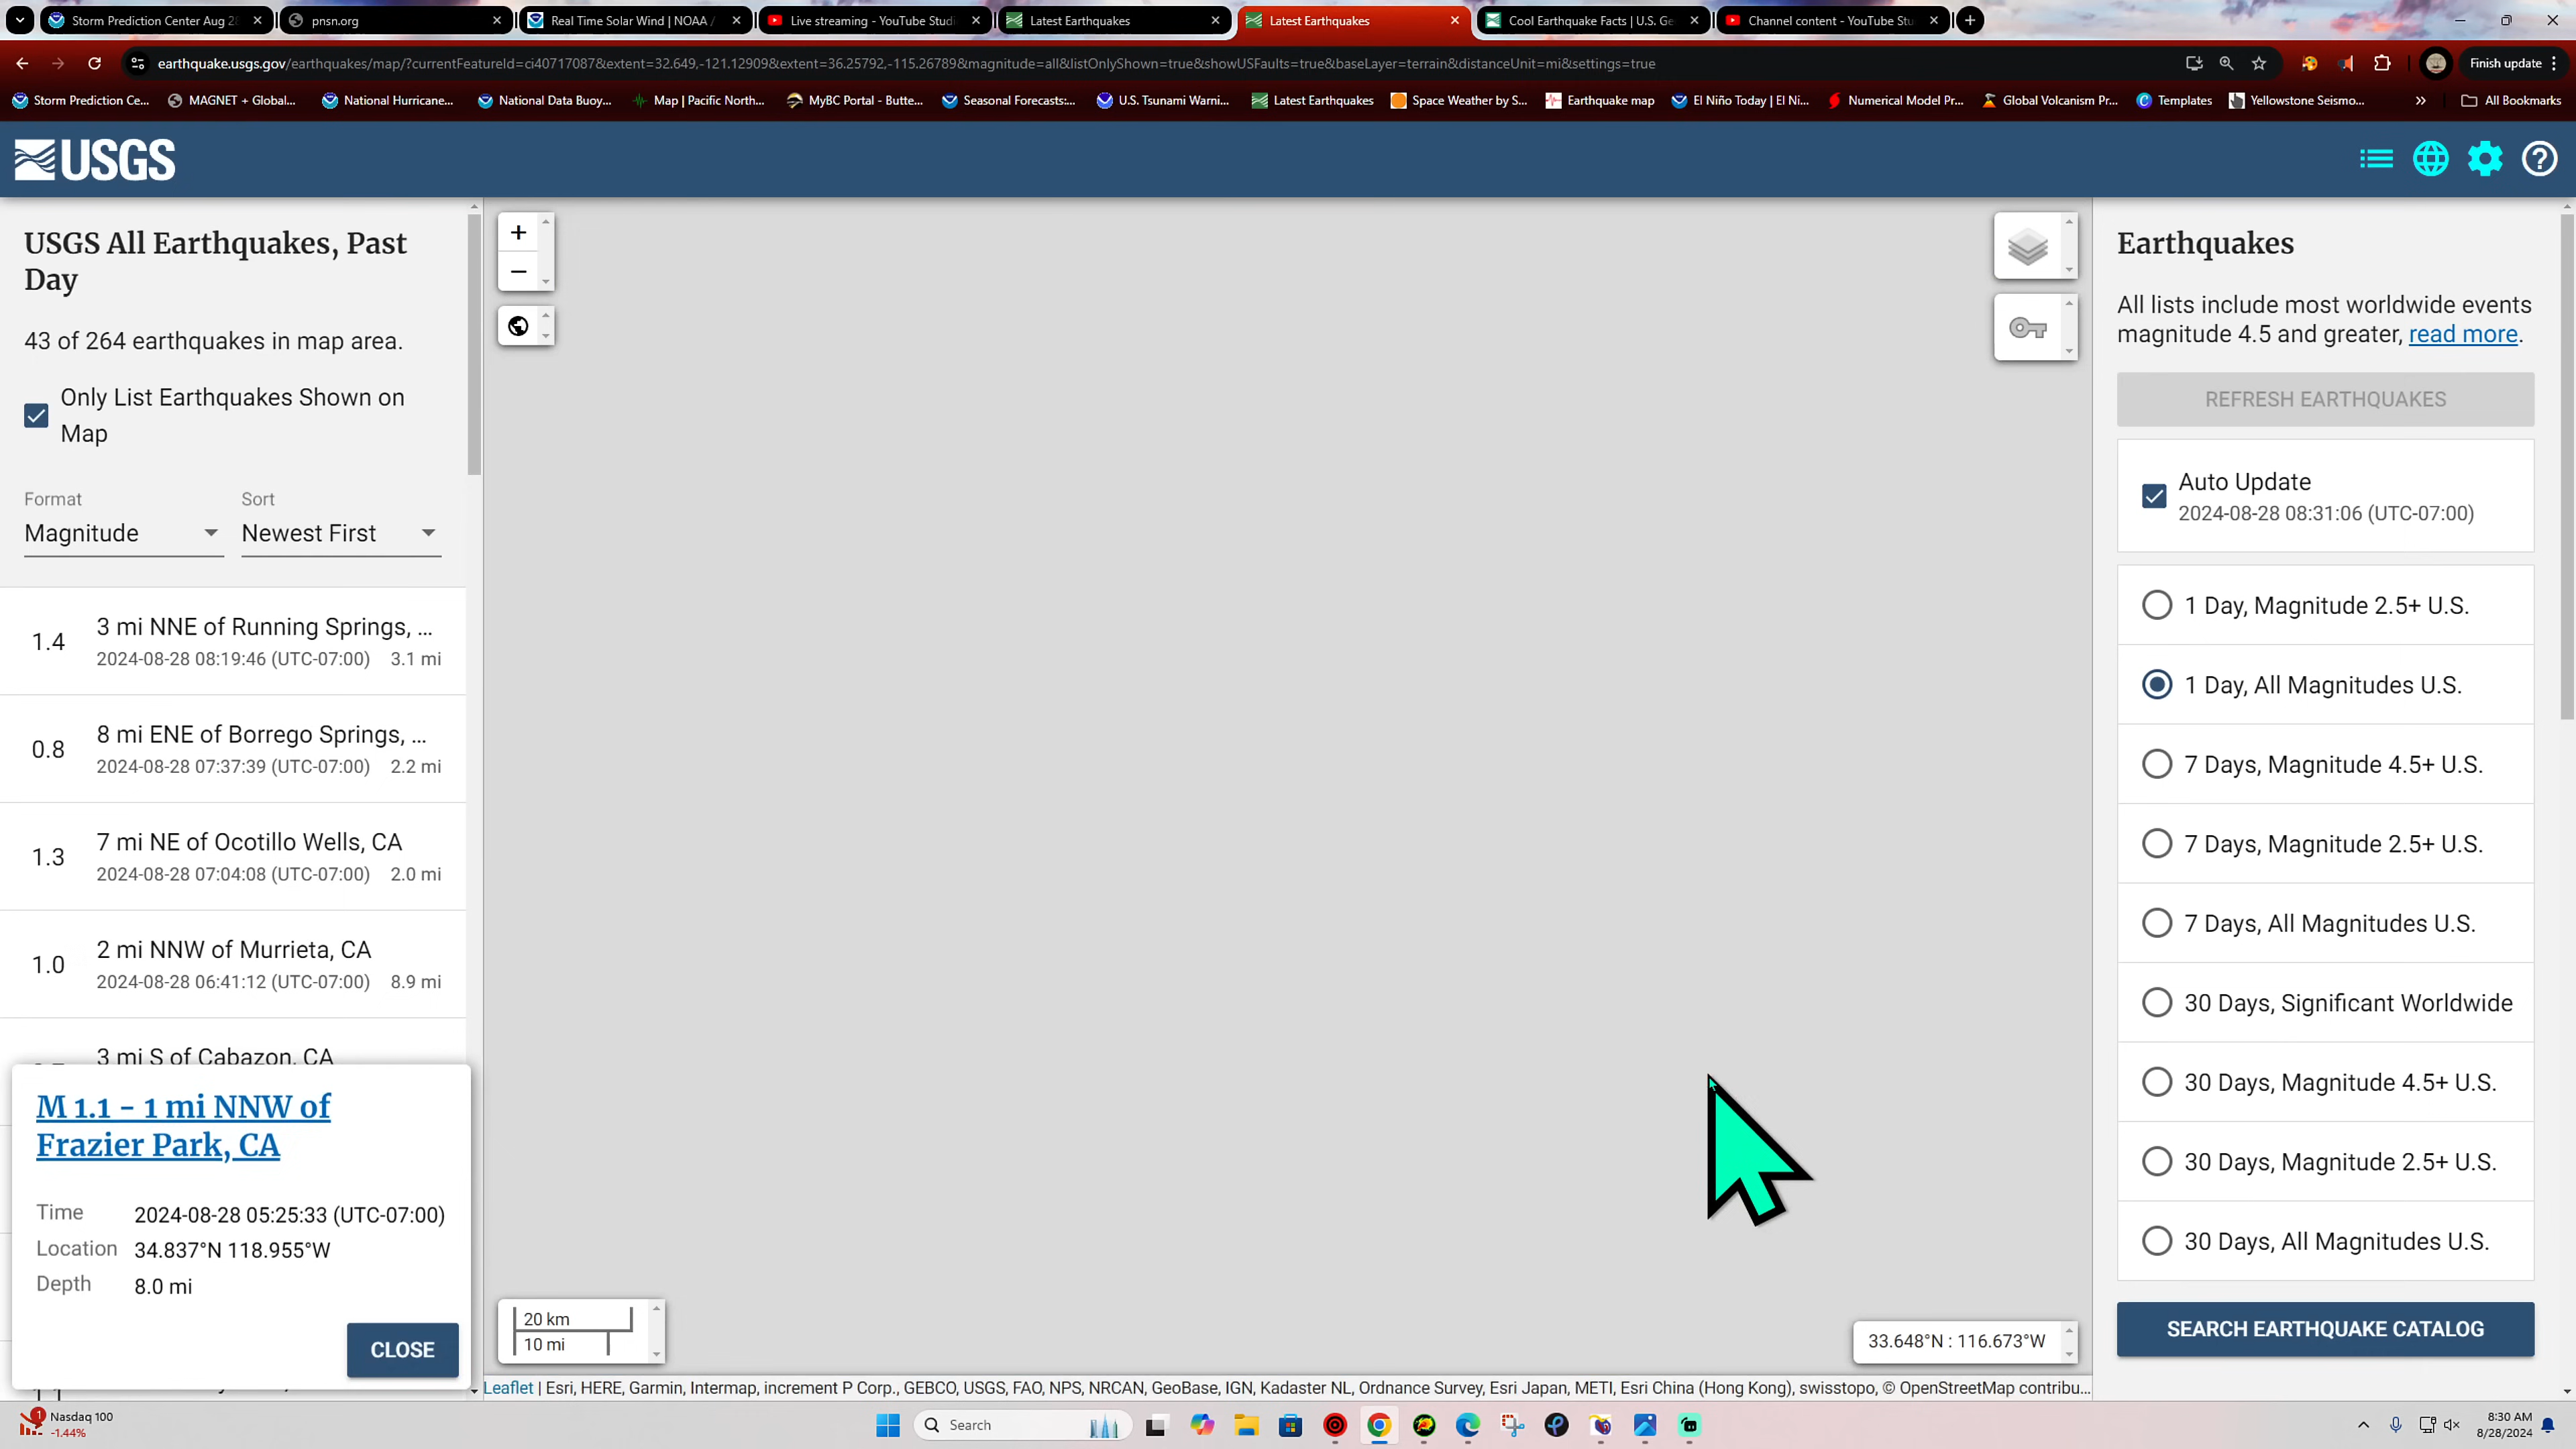 Storm Prediction Center Aug 28
pnsn.org
Real Time Solar Wind | NOAA /
Live streaming - YouTube Studi
Latest Earthquakes
Latest Earthquakes
Cool Earthquake Facts | U.S. Ge
Channel content - YouTube Stu
earthquake.usgs.gov/earthquakes/map/?currentFeatureId=ci40717087&extent=32.649,-121.12909&extent=36.25792,-115.26789&magnitude=all&listOnlyShown=true&showUSFaults=true&baseLayer=terrain&distanceUnit=mi&settings=true
Finish update
Storm Prediction Ce...
MAGNET + Global...
National Hurricane...
National Data Buoy...
Map | Pacific North...
MyBC Portal - Butte...
Seasonal Forecasts:...
U.S. Tsunami Warni...
Latest Earthquakes
Space Weather by S...
Earthquake map
El Niño Today | El Ni...
Numerical Model Pr...
Global Volcanism Pr...
Templates
Yellowstone Seismo...
All Bookmarks
USGS
USGS All Earthquakes, Past
Day
43 of 264 earthquakes in map area.
Only List Earthquakes Shown on
Map
Format
Sort
Magnitude
Newest First
1.4
3 mi NNE of Running Springs, ...
2024-08-28 08:19:46 (UTC-07:00) 3.1 mi
0.8
8 mi ENE of Borrego Springs, ...
2024-08-28 07:37:39 (UTC-07:00) 2.2 mi
1.3
7 mi NE of Ocotillo Wells, CA
2024-08-28 07:04:08 (UTC-07:00) 2.0 mi
1.0
2 mi NNW of Murrieta, CA
2024-08-28 06:41:12 (UTC-07:00) 8.9 mi
3 mi S of Cabazon, CA
M 1.1 - 1 mi NNW of
Frazier Park, CA
Time 2024-08-28 05:25:33 (UTC-07:00)
Location 34.837°N 118.955°W
Depth 8.0 mi
CLOSE
20 km
10 mi
33.648°N : 116.673°W
Leaflet | Esri, HERE, Garmin, Intermap, increment P Corp., GEBCO, USGS, FAO, NPS, NRCAN, GeoBase, IGN, Kadaster NL, Ordnance Survey, Esri Japan, METI, Esri China (Hong Kong), swisstopo, © OpenStreetMap contribu...
Earthquakes
All lists include most worldwide events
magnitude 4.5 and greater, read more.
REFRESH EARTHQUAKES
Auto Update
2024-08-28 08:31:06 (UTC-07:00)
1 Day, Magnitude 2.5+ U.S.
1 Day, All Magnitudes U.S.
7 Days, Magnitude 4.5+ U.S.
7 Days, Magnitude 2.5+ U.S.
7 Days, All Magnitudes U.S.
30 Days, Significant Worldwide
30 Days, Magnitude 4.5+ U.S.
30 Days, Magnitude 2.5+ U.S.
30 Days, All Magnitudes U.S.
SEARCH EARTHQUAKE CATALOG
1
Nasdaq 100
-1.44%
Search
8:30 AM
8/28/2024